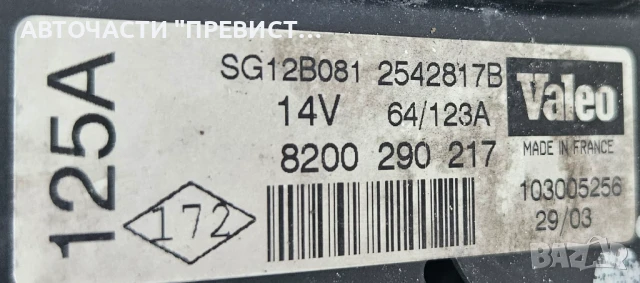 АВТОЧАСТИ "ПРЕВИСТ...
125A
SG12B081 2542817B
14V 64/123A
8200 290 217
172
Valeo
MADE IN FRANCE
103005256
29/03
BAZAR